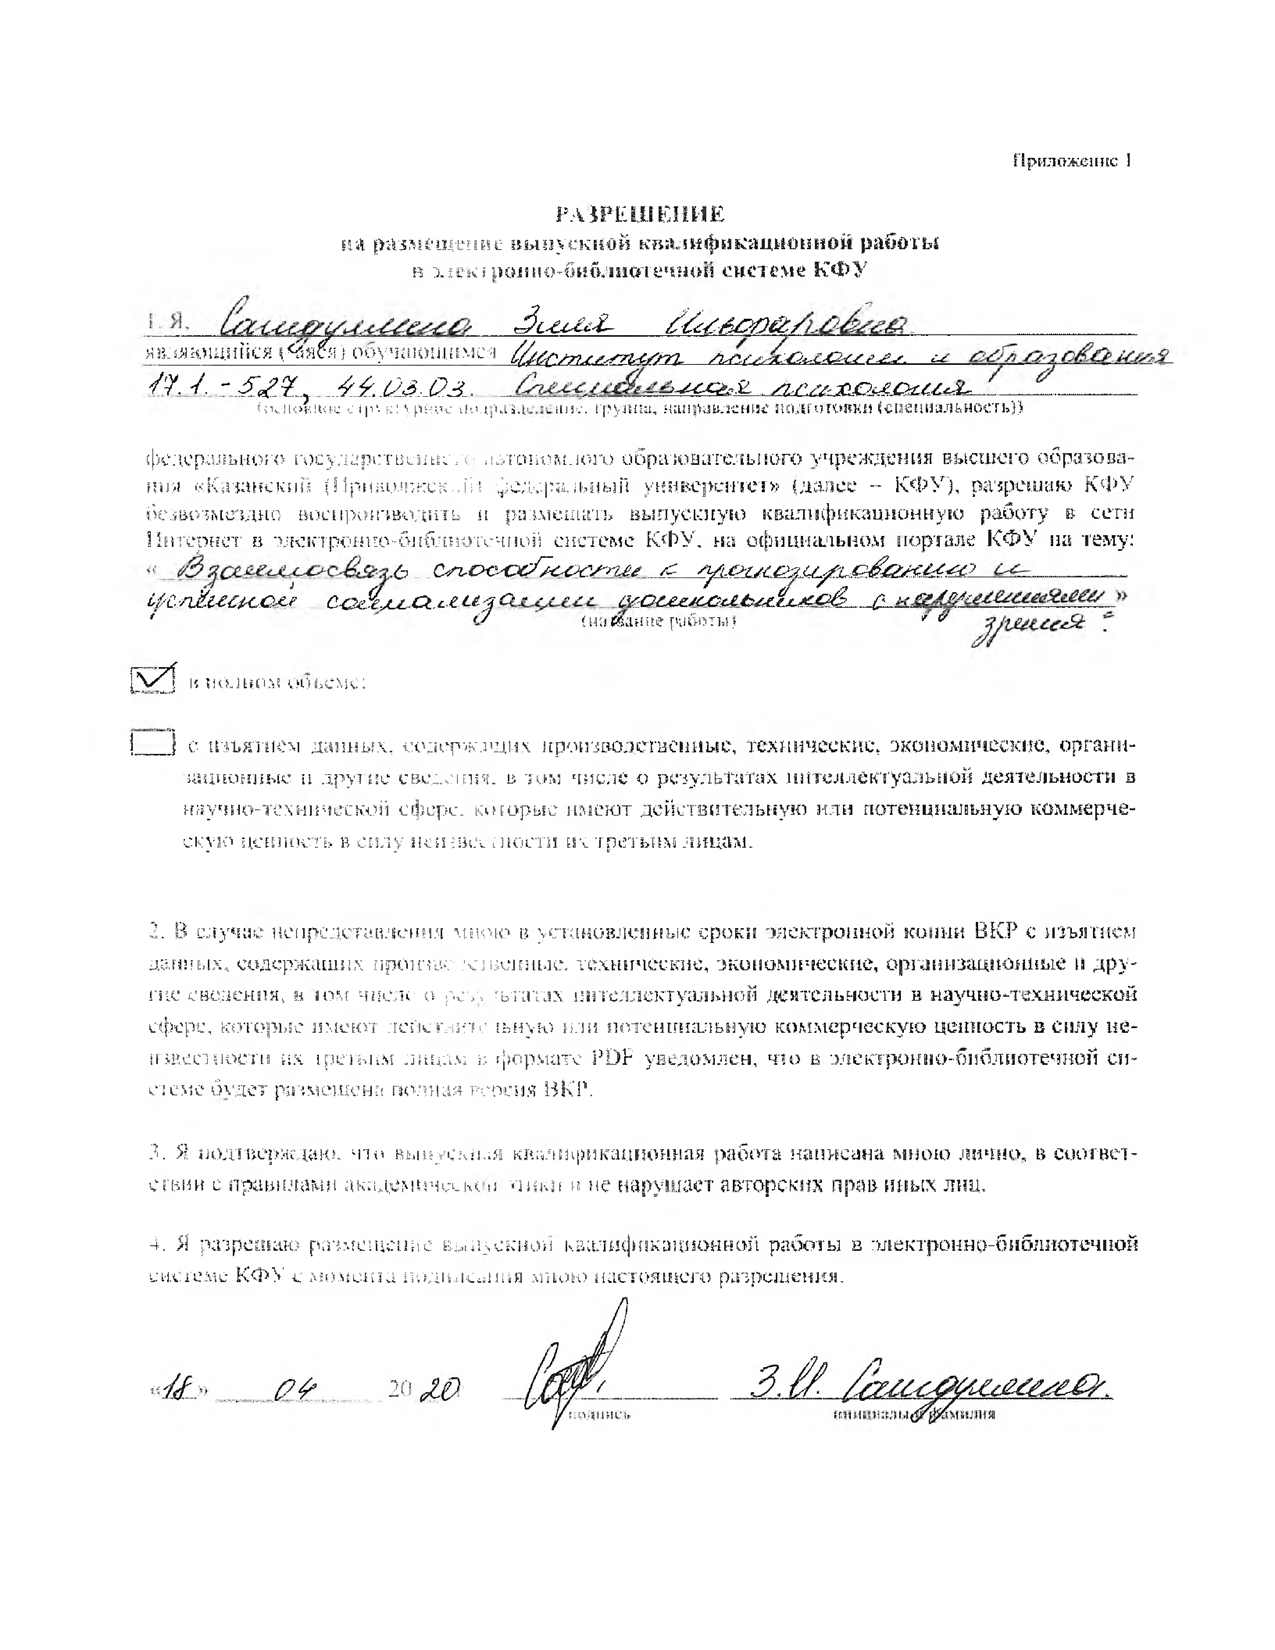 Приложение 1
РАЗРЕШЕНИЕ
на размещение выпускной квалификационной работы
в электронно-библиотечной системе КФУ
1. Я, Сагидуллина Зиля Ильфаровна
являющийся (-аяся) обучающимся Институт психологии и образования
17.1.-527, 44.03.03. Специальная психология
(основное структурное подразделение, группа, направление подготовки (специальность))
федерального государственного автономного образовательного учреждения высшего образова-
ния «Казанский (Приволжский) федеральный университет» (далее – КФУ), разрешаю КФУ
безвозмездно воспроизводить и размещать выпускную квалификационную работу в сети
Интернет в электронно-библиотечной системе КФУ, на официальном портале КФУ на тему:
« Взаимосвязь способности к прогнозированию и
успешной социализации дошкольников с нарушениями »
(название работы)
зрения
в полном объеме;
с изъятием данных, содержащих производственные, технические, экономические, органи-
зационные и другие сведения, в том числе о результатах интеллектуальной деятельности в
научно-технической сфере, которые имеют действительную или потенциальную коммерче-
скую ценность в силу неизвестности их третьим лицам.
2. В случае непредставления мною в установленные сроки электронной копии ВКР с изъятием
данных, содержащих производственные, технические, экономические, организационные и дру-
гие сведения, в том числе о результатах интеллектуальной деятельности в научно-технической
сфере, которые имеют действительную или потенциальную коммерческую ценность в силу не-
известности их третьим лицам в формате PDF уведомлен, что в электронно-библиотечной си-
стеме будет размещена полная версия ВКР.
3. Я подтверждаю, что выпускная квалификационная работа написана мною лично, в соответ-
ствии с правилами академической этики и не нарушает авторских прав иных лиц.
4. Я разрешаю размещение выпускной квалификационной работы в электронно-библиотечной
системе КФУ с момента подписания мною настоящего разрешения.
«18» 04 2020 З.И. Сагидуллина.
подпись инициалы и фамилия